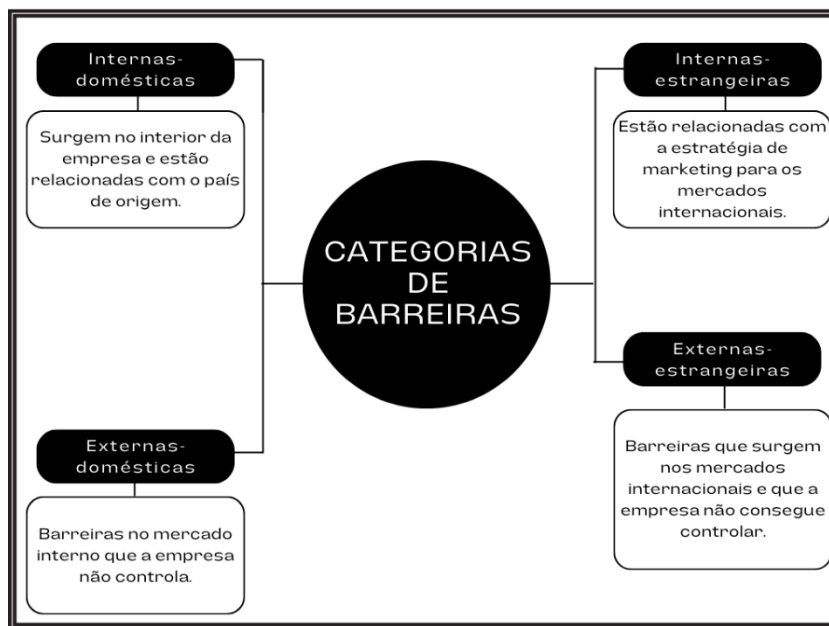 Internas-
domésticas
Surgem no interior da
empresa e estão
relacionadas com o país
de origem.
Internas-
estrangeiras
Estão relacionadas com
a estratégia de
marketing para os
mercados
internacionais.
CATEGORIAS
DE
BARREIRAS
Externas-
domésticas
Barreiras no mercado
interno que a empresa
não controla.
Externas-
estrangeiras
Barreiras que surgem
nos mercados
internacionais e que a
empresa não consegue
controlar.